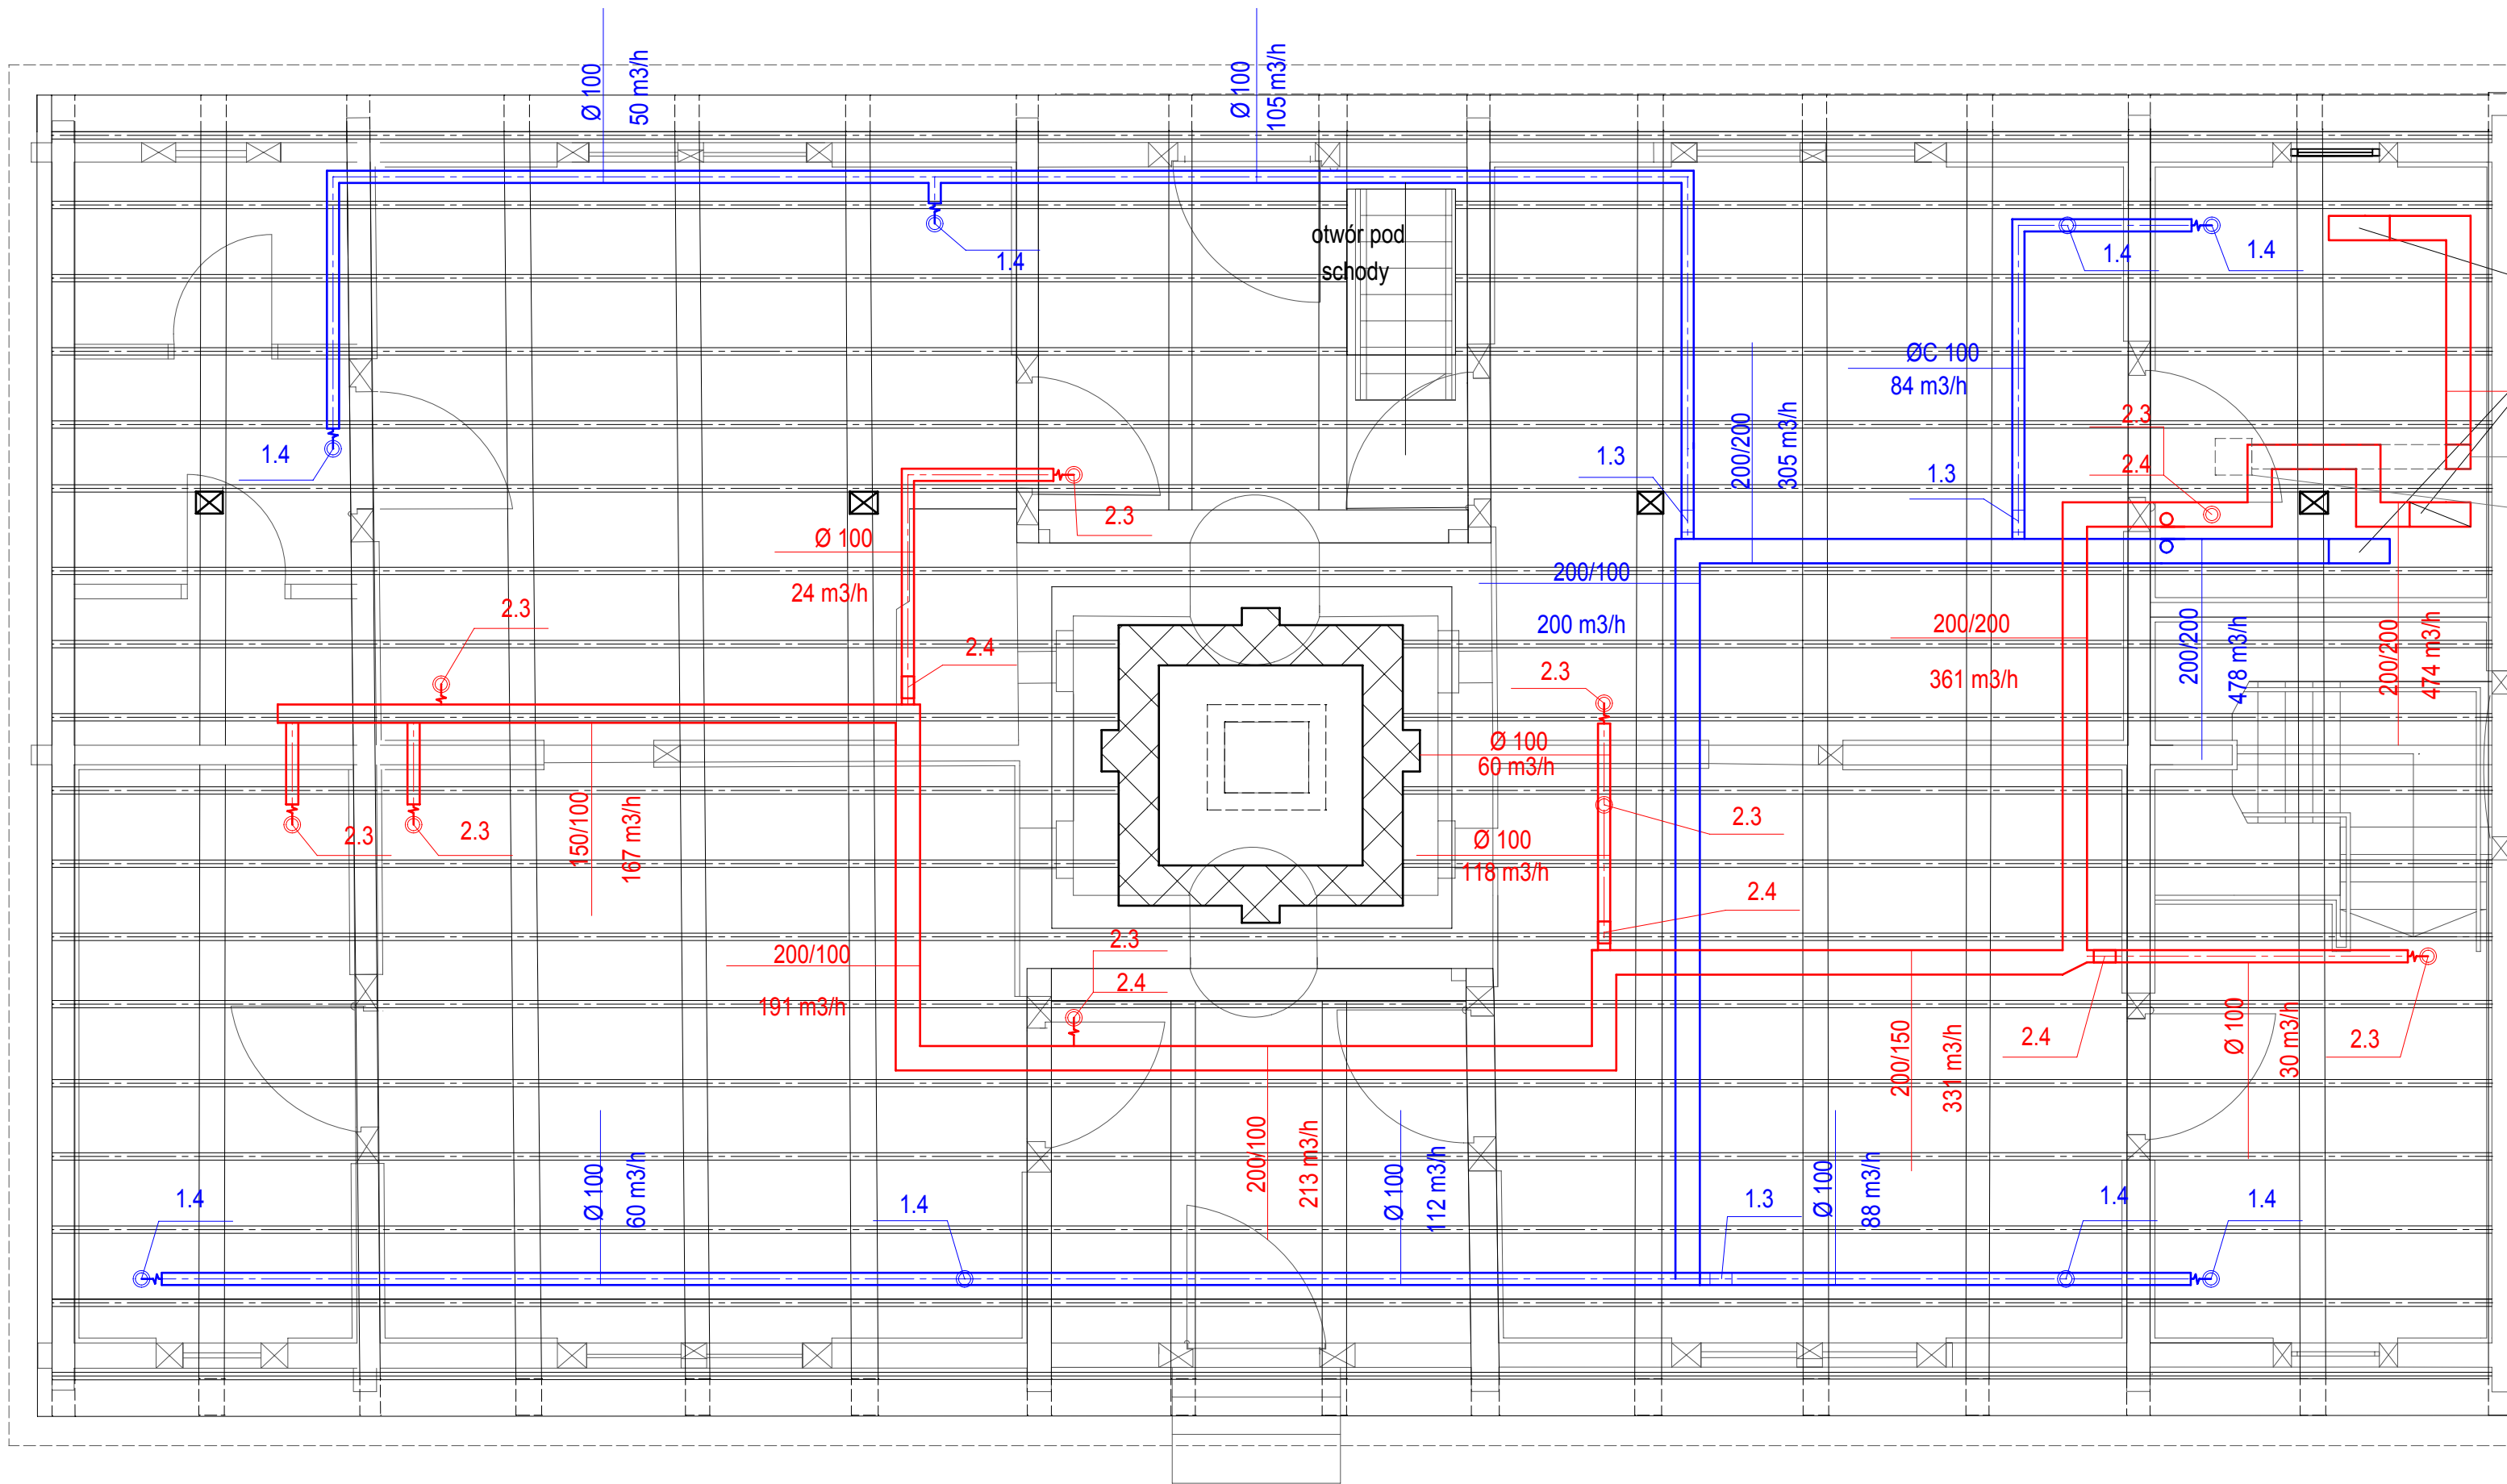 Ø 100
50 m3/h
Ø 100
105 m3/h
otwór pod
schody
1.4
1.4
1.4
1.4
ØC 100
84 m3/h
200/200
305 m3/h
1.3
1.3
2.3
2.4
2.3
Ø 100
24 m3/h
2.3
2.4
200/100
200 m3/h
200/200
361 m3/h
200/200
478 m3/h
200/200
474 m3/h
2.3
Ø 100
60 m3/h
2.3
Ø 100
118 m3/h
2.4
2.3
2.3
150/100
167 m3/h
200/100
191 m3/h
2.3
2.4
200/150
331 m3/h
2.4
Ø 100
30 m3/h
2.3
200/100
213 m3/h
1.4
Ø 100
60 m3/h
1.4
Ø 100
112 m3/h
1.3
Ø 100
88 m3/h
1.4
1.4